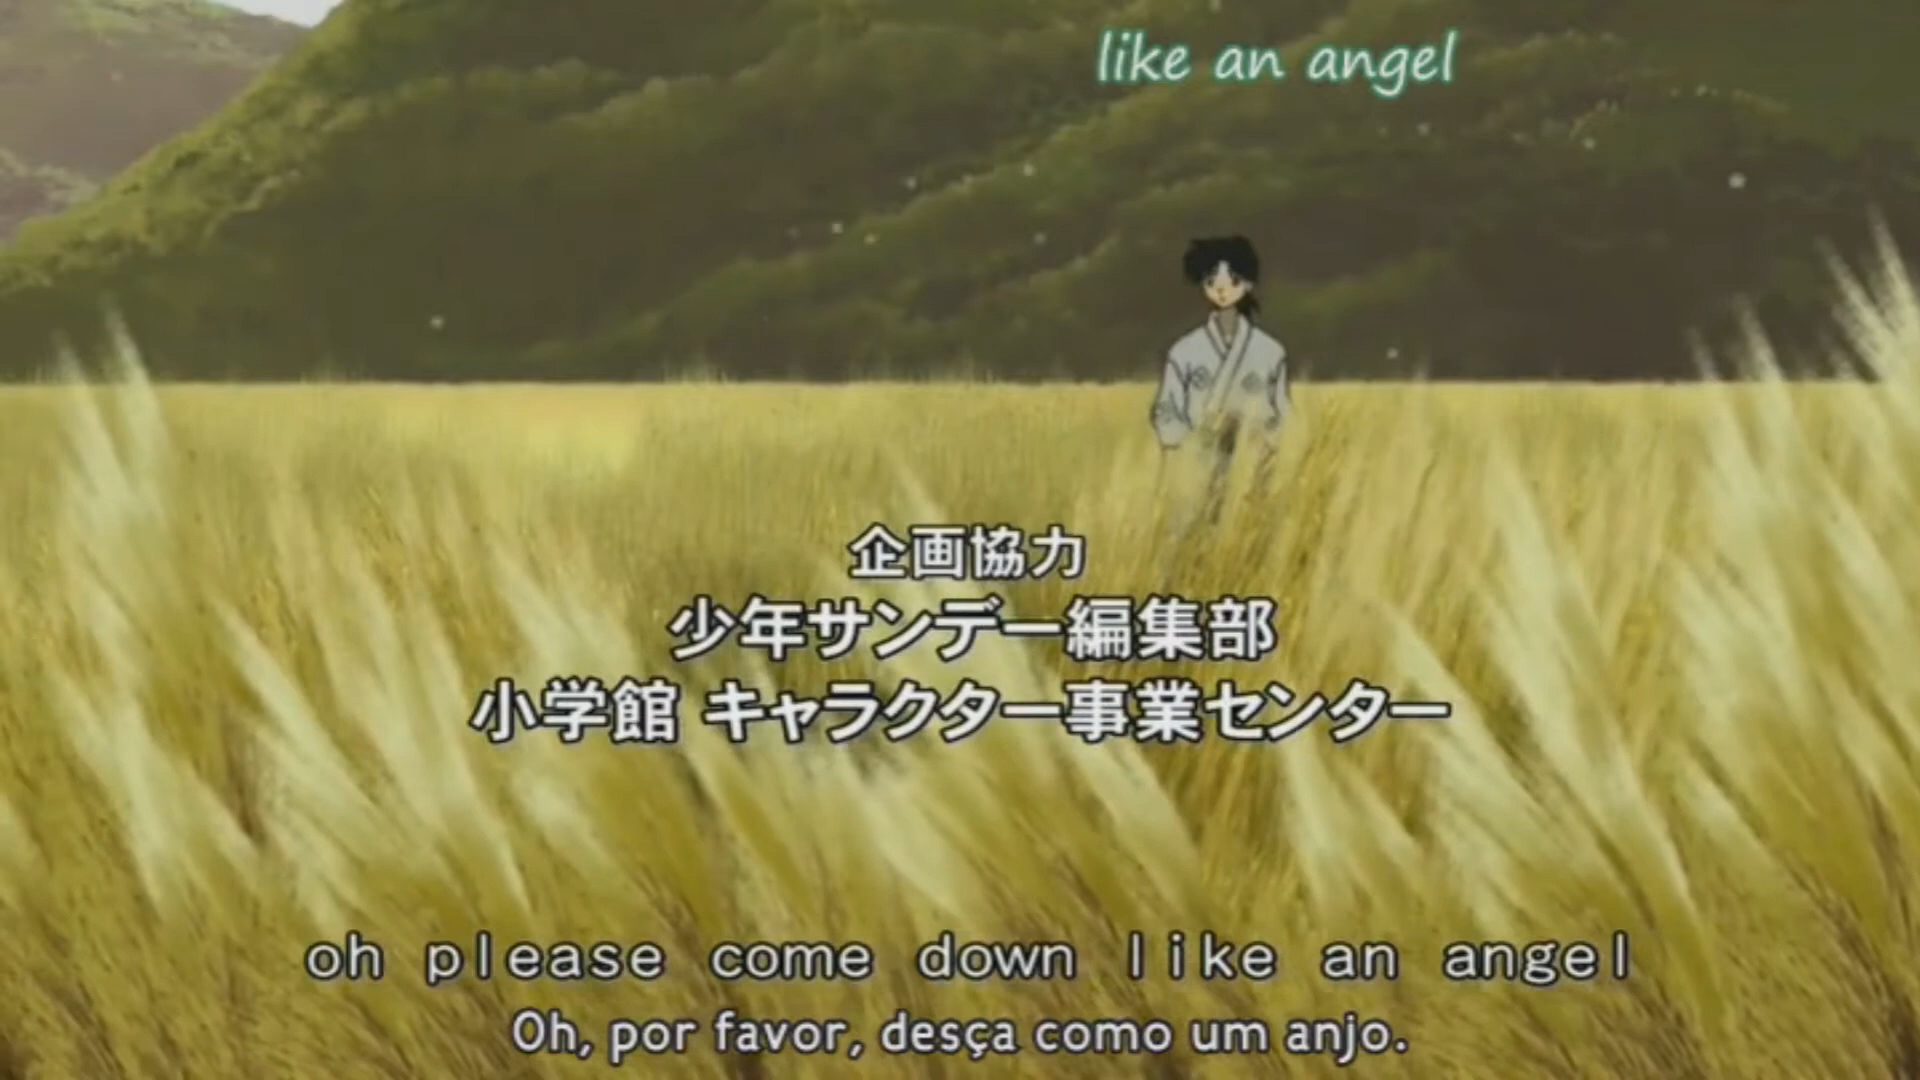 like an angel
企画協力
少年サンデー編集部
小学館 キャラクター事業センター
oh please come down like an angel
Oh, por favor, desça como um anjo.